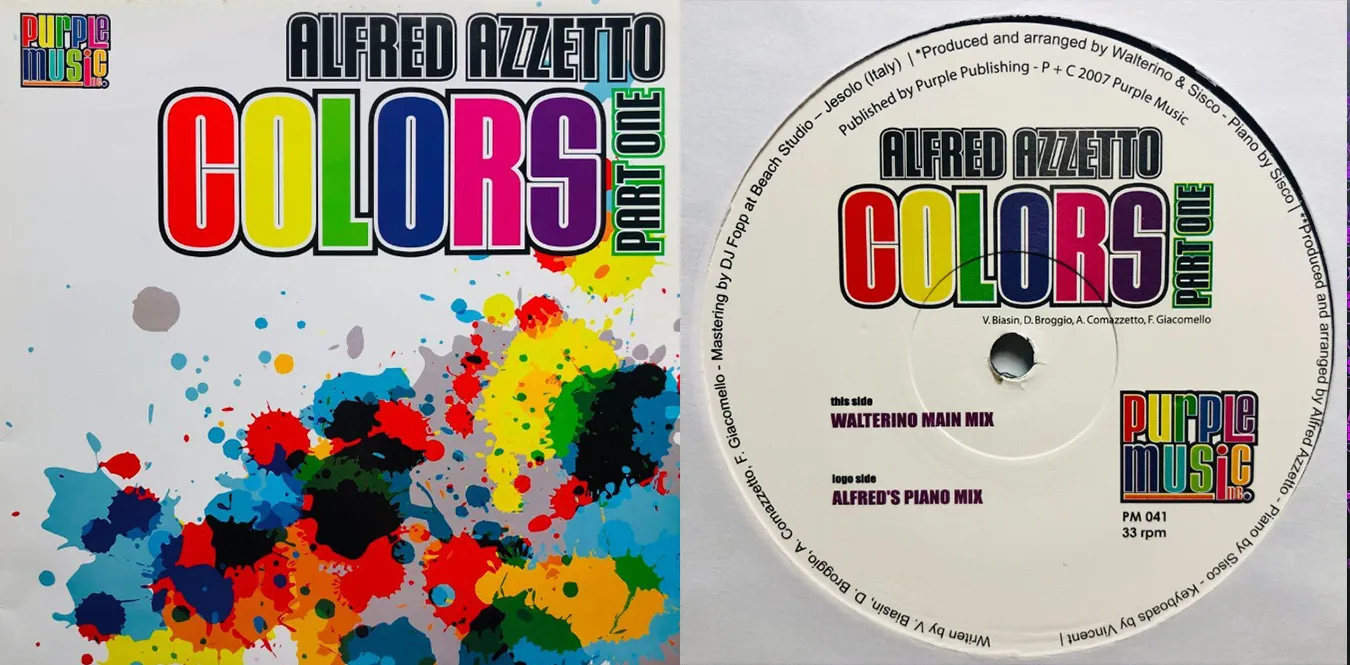 purple
music
inc.
ALFRED AZZETTO
COLORS
PART ONE
Writen by V. Biasin, D. Broggio, A. Comazzetto, F. Giacomello - Mastering by DJ Fopp at Beach Studio – Jesolo (Italy) | *Produced and arranged by Walterino & Sisco - Piano by Sisco | **Produced and arranged by Alfred Azzetto - Piano by Sisco - Keyboads by Vincent |
Published by Purple Publishing - P + C 2007 Purple Music
ALFRED AZZETTO
COLORS
PART ONE
V. Biasin, D. Broggio, A. Comazzetto, F. Giacomello
this side
WALTERINO MAIN MIX
logo side
ALFRED'S PIANO MIX
purple
music
inc.
PM 041
33 rpm